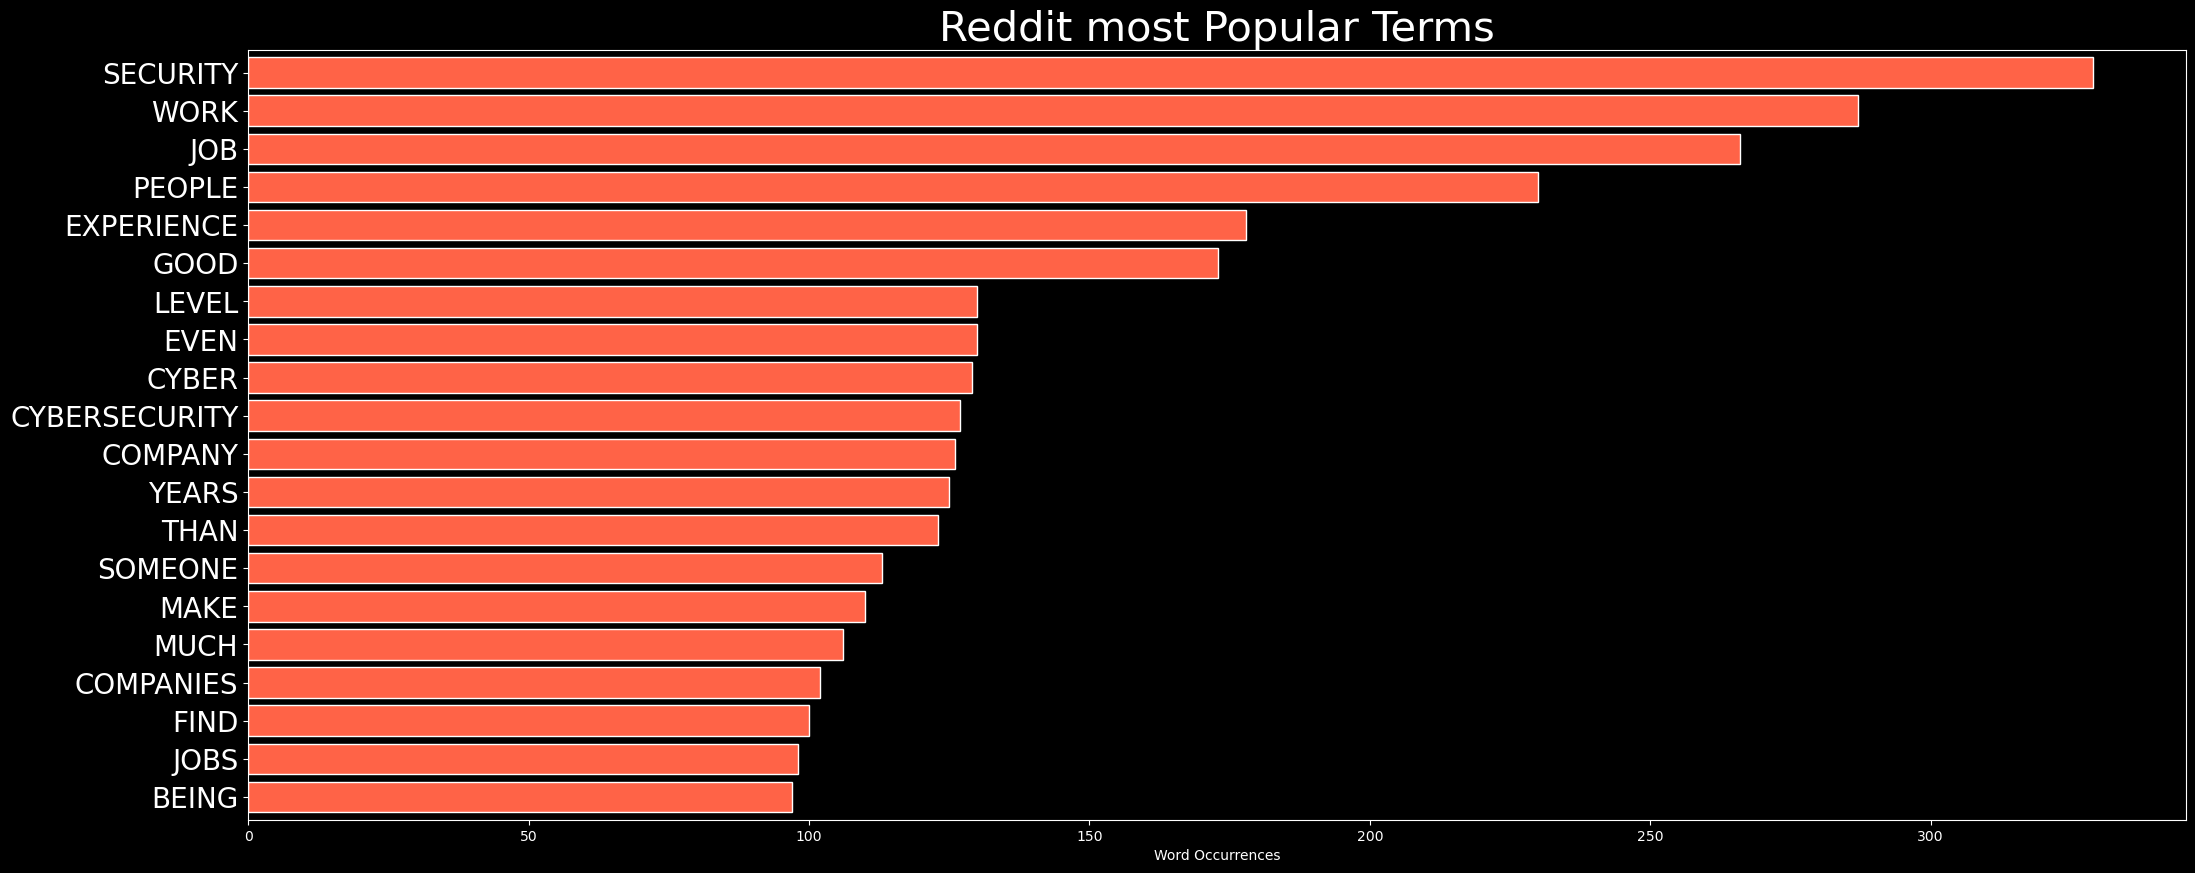 Reddit most Popular Terms
SECURITY
WORK
JOB
PEOPLE
EXPERIENCE
GOOD
LEVEL
EVEN
CYBER
CYBERSECURITY
COMPANY
YEARS
THAN
SOMEONE
MAKE
MUCH
COMPANIES
FIND
JOBS
BEING
0 50 100 150 200 250 300
Word Occurrences